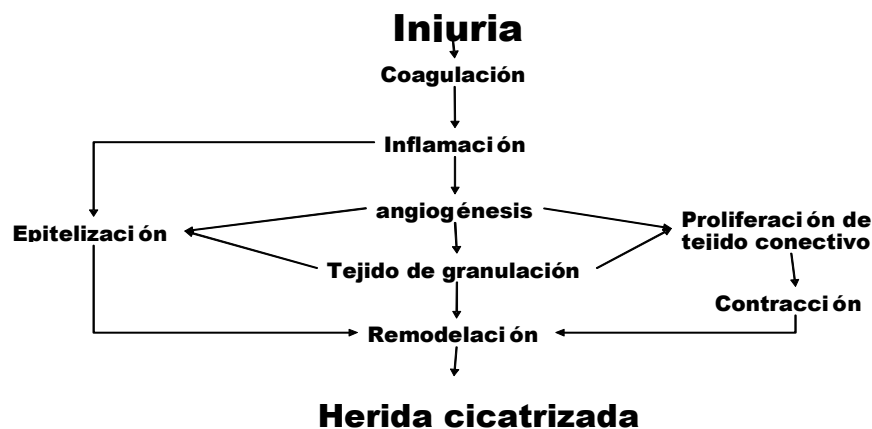 Injuria
Coagulación
Inflamación
angiogénesis
Epitelización
Proliferación de
tejido conectivo
Tejido de granulación
Contracción
Remodelación
Herida cicatrizada